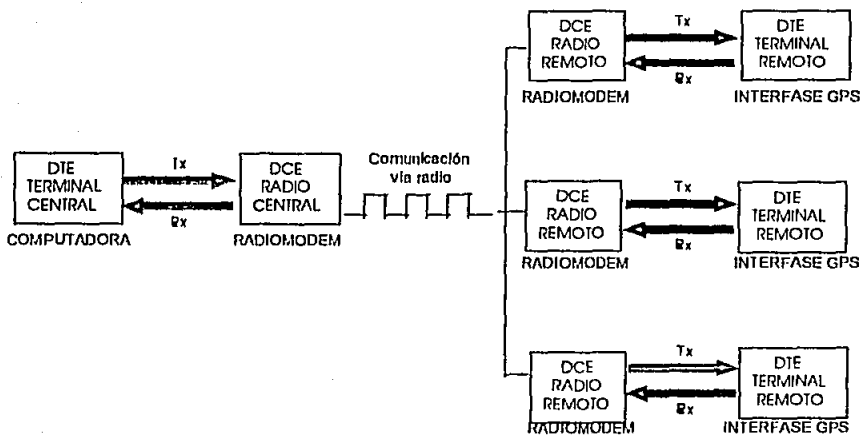 DTE
TERMINAL
CENTRAL
COMPUTADORA
Tx
Rx
DCE
RADIO
CENTRAL
RADIOMODEM
Comunicación
via radio
DCE
RADIO
REMOTO
RADIOMODEM
Tx
Rx
DTE
TERMINAL
REMOTO
INTERFASE GPS
DCE
RADIO
REMOTO
RADIOMODEM
Tx
Rx
DTE
TERMINAL
REMOTO
INTERFASE GPS
DCE
RADIO
REMOTO
RADIOMODEM
Tx
Rx
DTE
TERMINAL
REMOTO
INTERFASE GPS